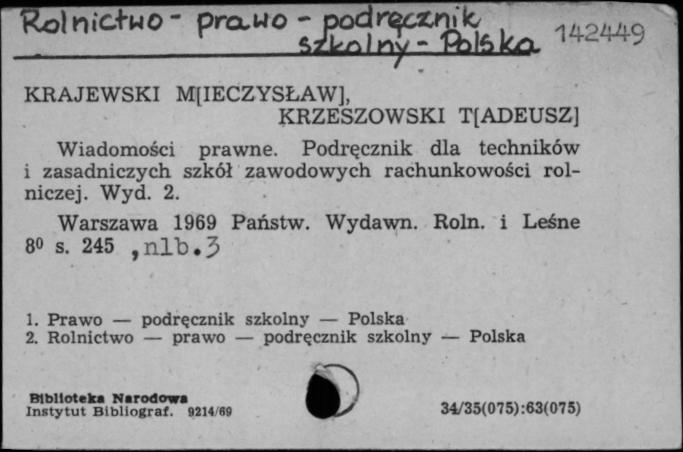 Rolnictwo - prawo - podręcznik
szkolny - Polska
142449
KRAJEWSKI M[IECZYSŁAW],
KRZESZOWSKI T[ADEUSZ]
Wiadomości prawne. Podręcznik dla techników
i zasadniczych szkół zawodowych rachunkowości rol-
niczej. Wyd. 2.
Warszawa 1969 Państw. Wydawn. Roln. i Leśne
8⁰ s. 245 , nlb. 3
1. Prawo — podręcznik szkolny — Polska
2. Rolnictwo — prawo — podręcznik szkolny — Polska
Biblioteka Narodowa
Instytut Bibliograf. 9214/69
34/35(075):63(075)